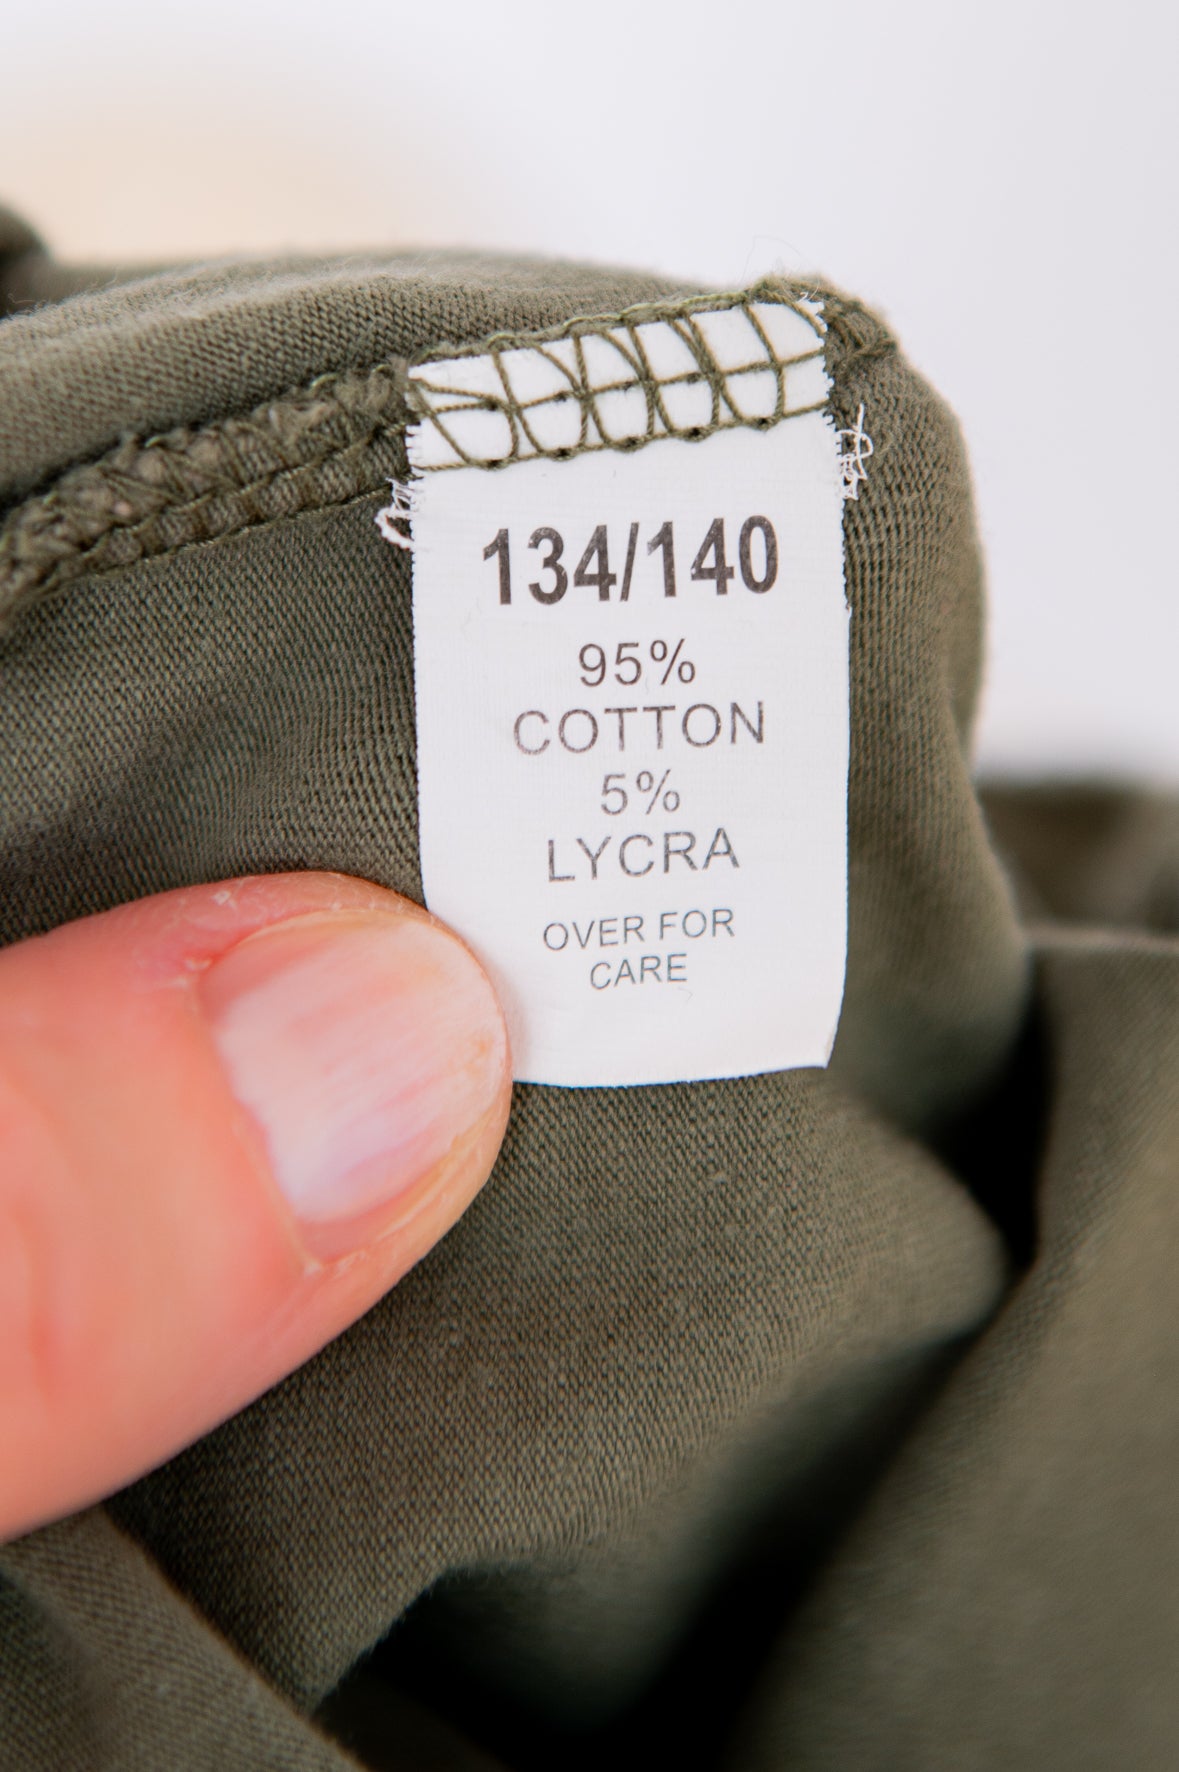 134/140
95%
COTTON
5%
LYCRA
OVER FOR
CARE